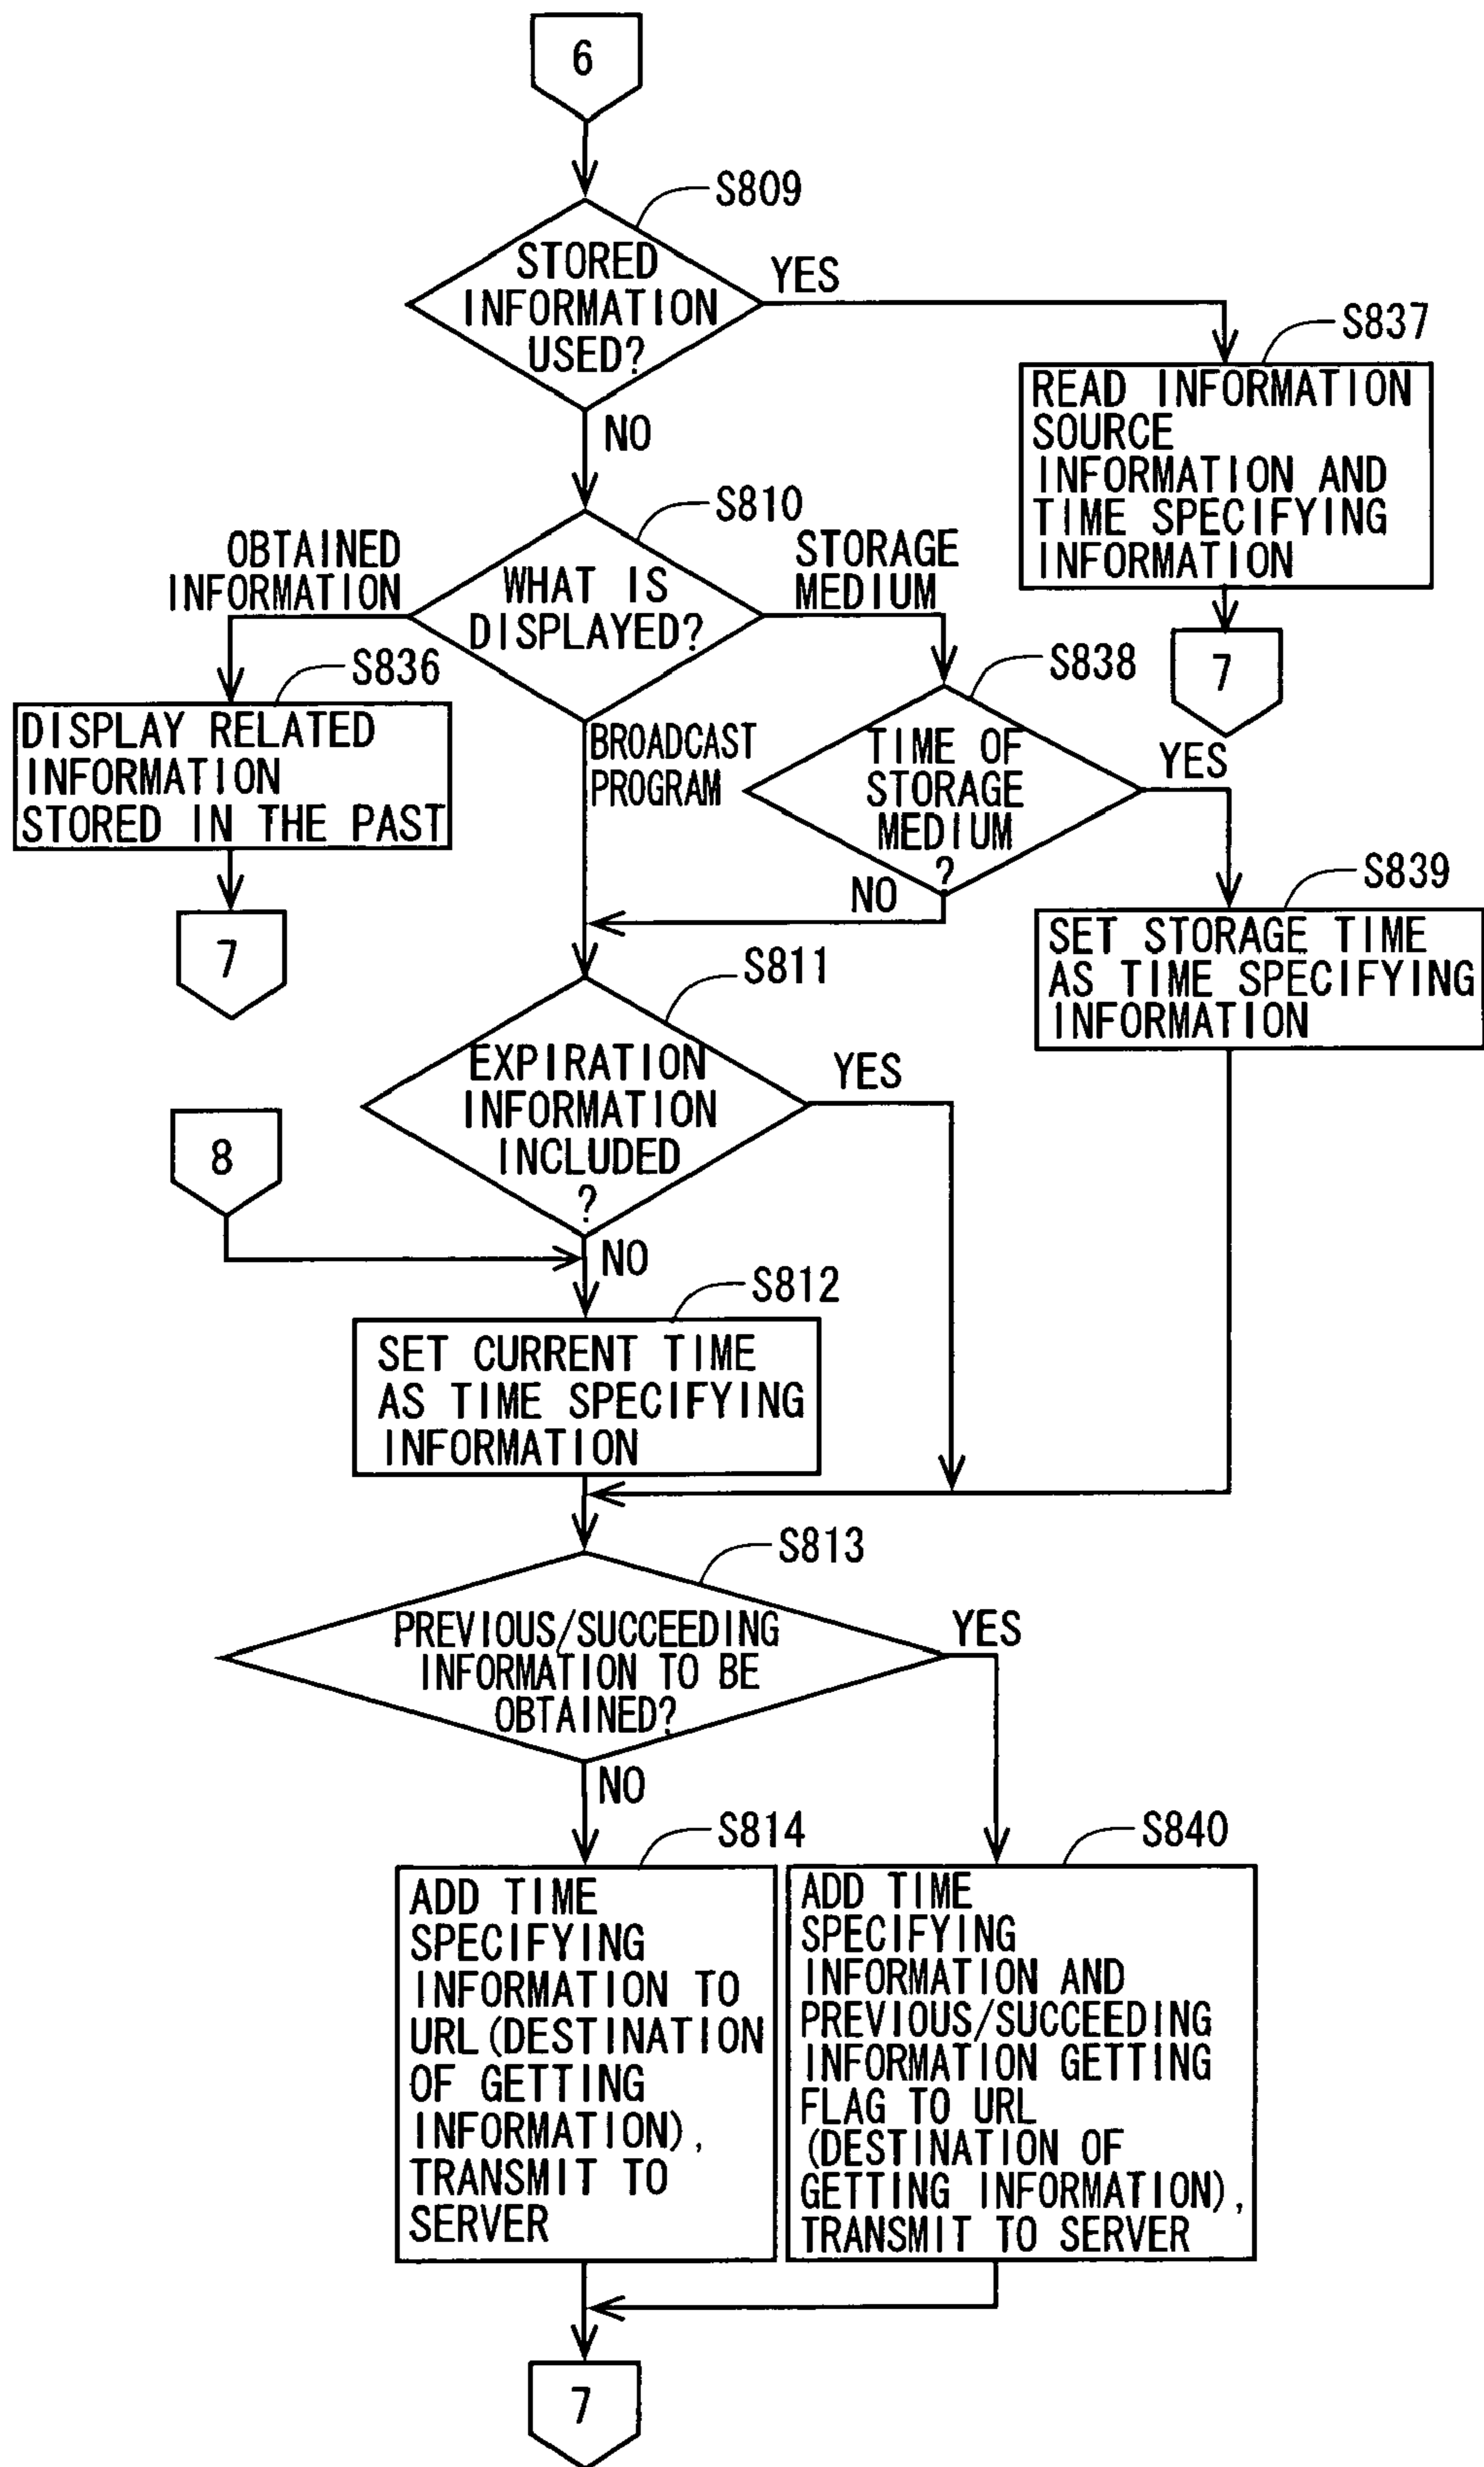 6
S809
STORED
INFORMATION
USED?
YES
NO
S837
READ INFORMATION
SOURCE
INFORMATION AND
TIME SPECIFYING
INFORMATION
7
S810
WHAT IS
DISPLAYED?
OBTAINED
INFORMATION
STORAGE
MEDIUM
BROADCAST
PROGRAM
S836
DISPLAY RELATED
INFORMATION
STORED IN THE PAST
7
S838
TIME OF
STORAGE
MEDIUM
?
YES
NO
S839
SET STORAGE TIME
AS TIME SPECIFYING
INFORMATION
S811
EXPIRATION
INFORMATION
INCLUDED
?
YES
8
NO
S812
SET CURRENT TIME
AS TIME SPECIFYING
INFORMATION
S813
PREVIOUS/SUCCEEDING
INFORMATION TO BE
OBTAINED?
YES
NO
S814
ADD TIME
SPECIFYING
INFORMATION TO
URL(DESTINATION
OF GETTING
INFORMATION),
TRANSMIT TO
SERVER
S840
ADD TIME
SPECIFYING
INFORMATION AND
PREVIOUS/SUCCEEDING
INFORMATION GETTING
FLAG TO URL
(DESTINATION OF
GETTING INFORMATION),
TRANSMIT TO SERVER
7